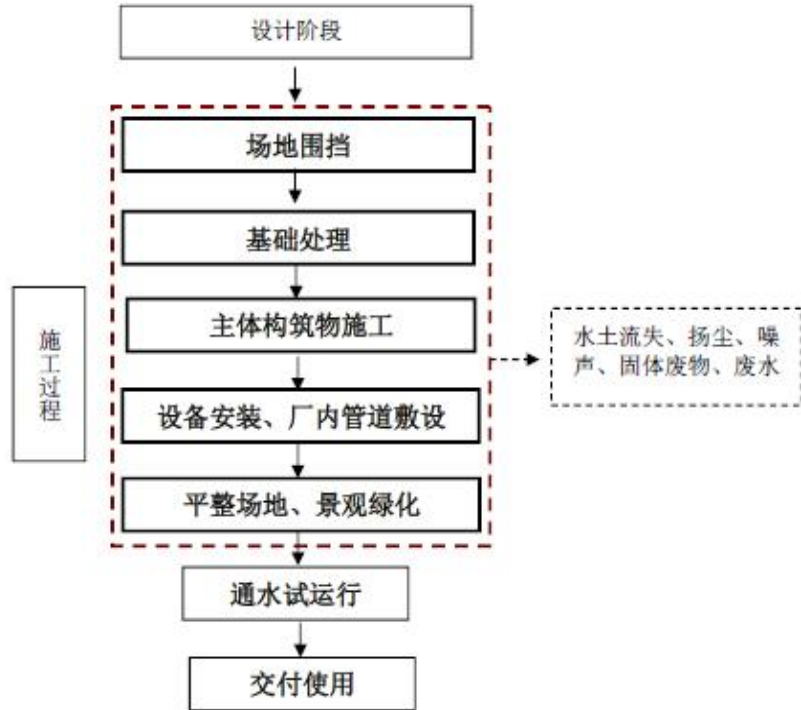 设计阶段
场地围挡
基础处理
主体构筑物施工
施工过程
水土流失、扬尘、噪
声、固体废物、废水
设备安装、厂内管道敷设
平整场地、景观绿化
通水试运行
交付使用